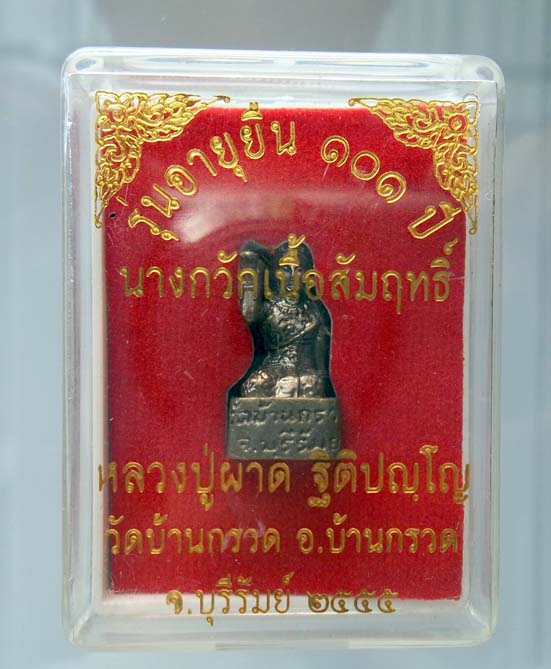 รุ่นอายุยืน ๑๐๑ ปี
นางกวักเนื้อสัมฤทธิ์
วัดบ้านกรวด
จ.บุรีรัมย์
หลวงปู่ผาด ฐิติปญฺโญ
วัดบ้านกรวด อ.บ้านกรวด
จ.บุรีรัมย์ ๒๕๕๕